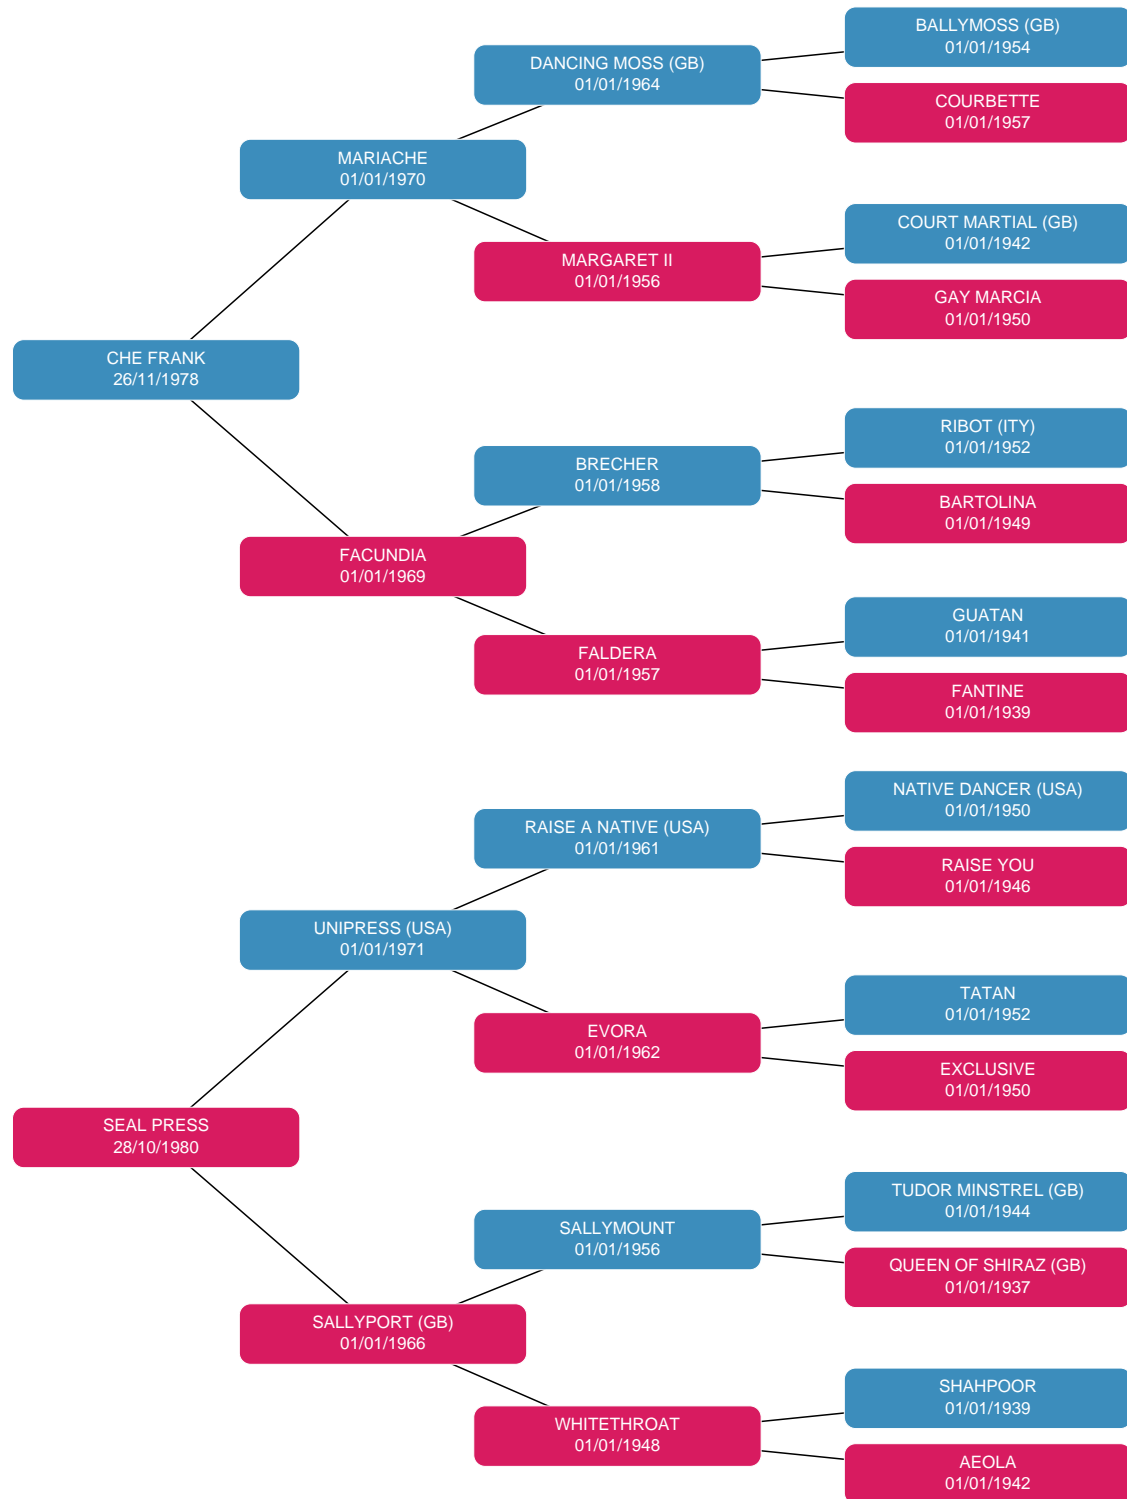 BALLYMOSS (GB)
01/01/1954
DANCING MOSS (GB)
01/01/1964
COURBETTE
01/01/1957
MARIACHE
01/01/1970
COURT MARTIAL (GB)
01/01/1942
MARGARET II
01/01/1956
GAY MARCIA
01/01/1950
CHE FRANK
26/11/1978
RIBOT (ITY)
01/01/1952
BRECHER
01/01/1958
BARTOLINA
01/01/1949
FACUNDIA
01/01/1969
GUATAN
01/01/1941
FALDERA
01/01/1957
FANTINE
01/01/1939
NATIVE DANCER (USA)
01/01/1950
RAISE A NATIVE (USA)
01/01/1961
RAISE YOU
01/01/1946
UNIPRESS (USA)
01/01/1971
TATAN
01/01/1952
EVORA
01/01/1962
EXCLUSIVE
01/01/1950
SEAL PRESS
28/10/1980
TUDOR MINSTREL (GB)
01/01/1944
SALLYMOUNT
01/01/1956
QUEEN OF SHIRAZ (GB)
01/01/1937
SALLYPORT (GB)
01/01/1966
SHAHPOOR
01/01/1939
WHITETHROAT
01/01/1948
AEOLA
01/01/1942